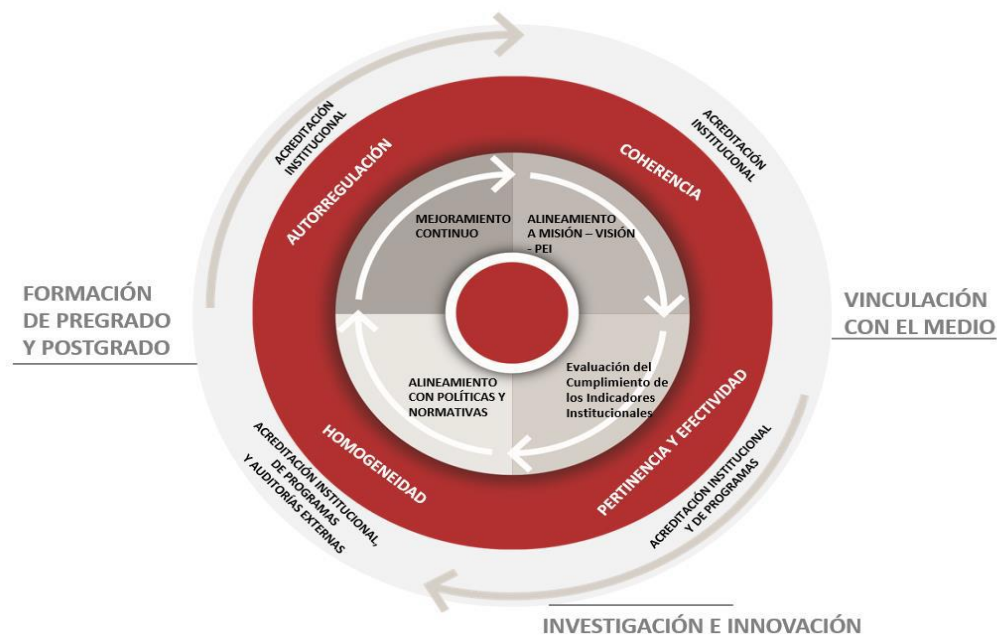 ACREDITACIÓN
INSTITUCIONAL
ACREDITACIÓN
INSTITUCIONAL
AUTORREGULACIÓN
COHERENCIA
MEJORAMIENTO
CONTINUO
ALINEAMIENTO
A MISIÓN – VISIÓN
- PEI
FORMACIÓN
DE PREGRADO
Y POSTGRADO
VINCULACIÓN
CON EL MEDIO
ALINEAMIENTO
CON POLÍTICAS Y
NORMATIVAS
Evaluación del
Cumplimiento de
los Indicadores
Institucionales
HOMOGENEIDAD
PERTINENCIA Y EFECTIVIDAD
ACREDITACIÓN INSTITUCIONAL,
DE PROGRAMAS
Y AUDITORÍAS EXTERNAS
ACREDITACIÓN INSTITUCIONAL
Y DE PROGRAMAS
INVESTIGACIÓN E INNOVACIÓN